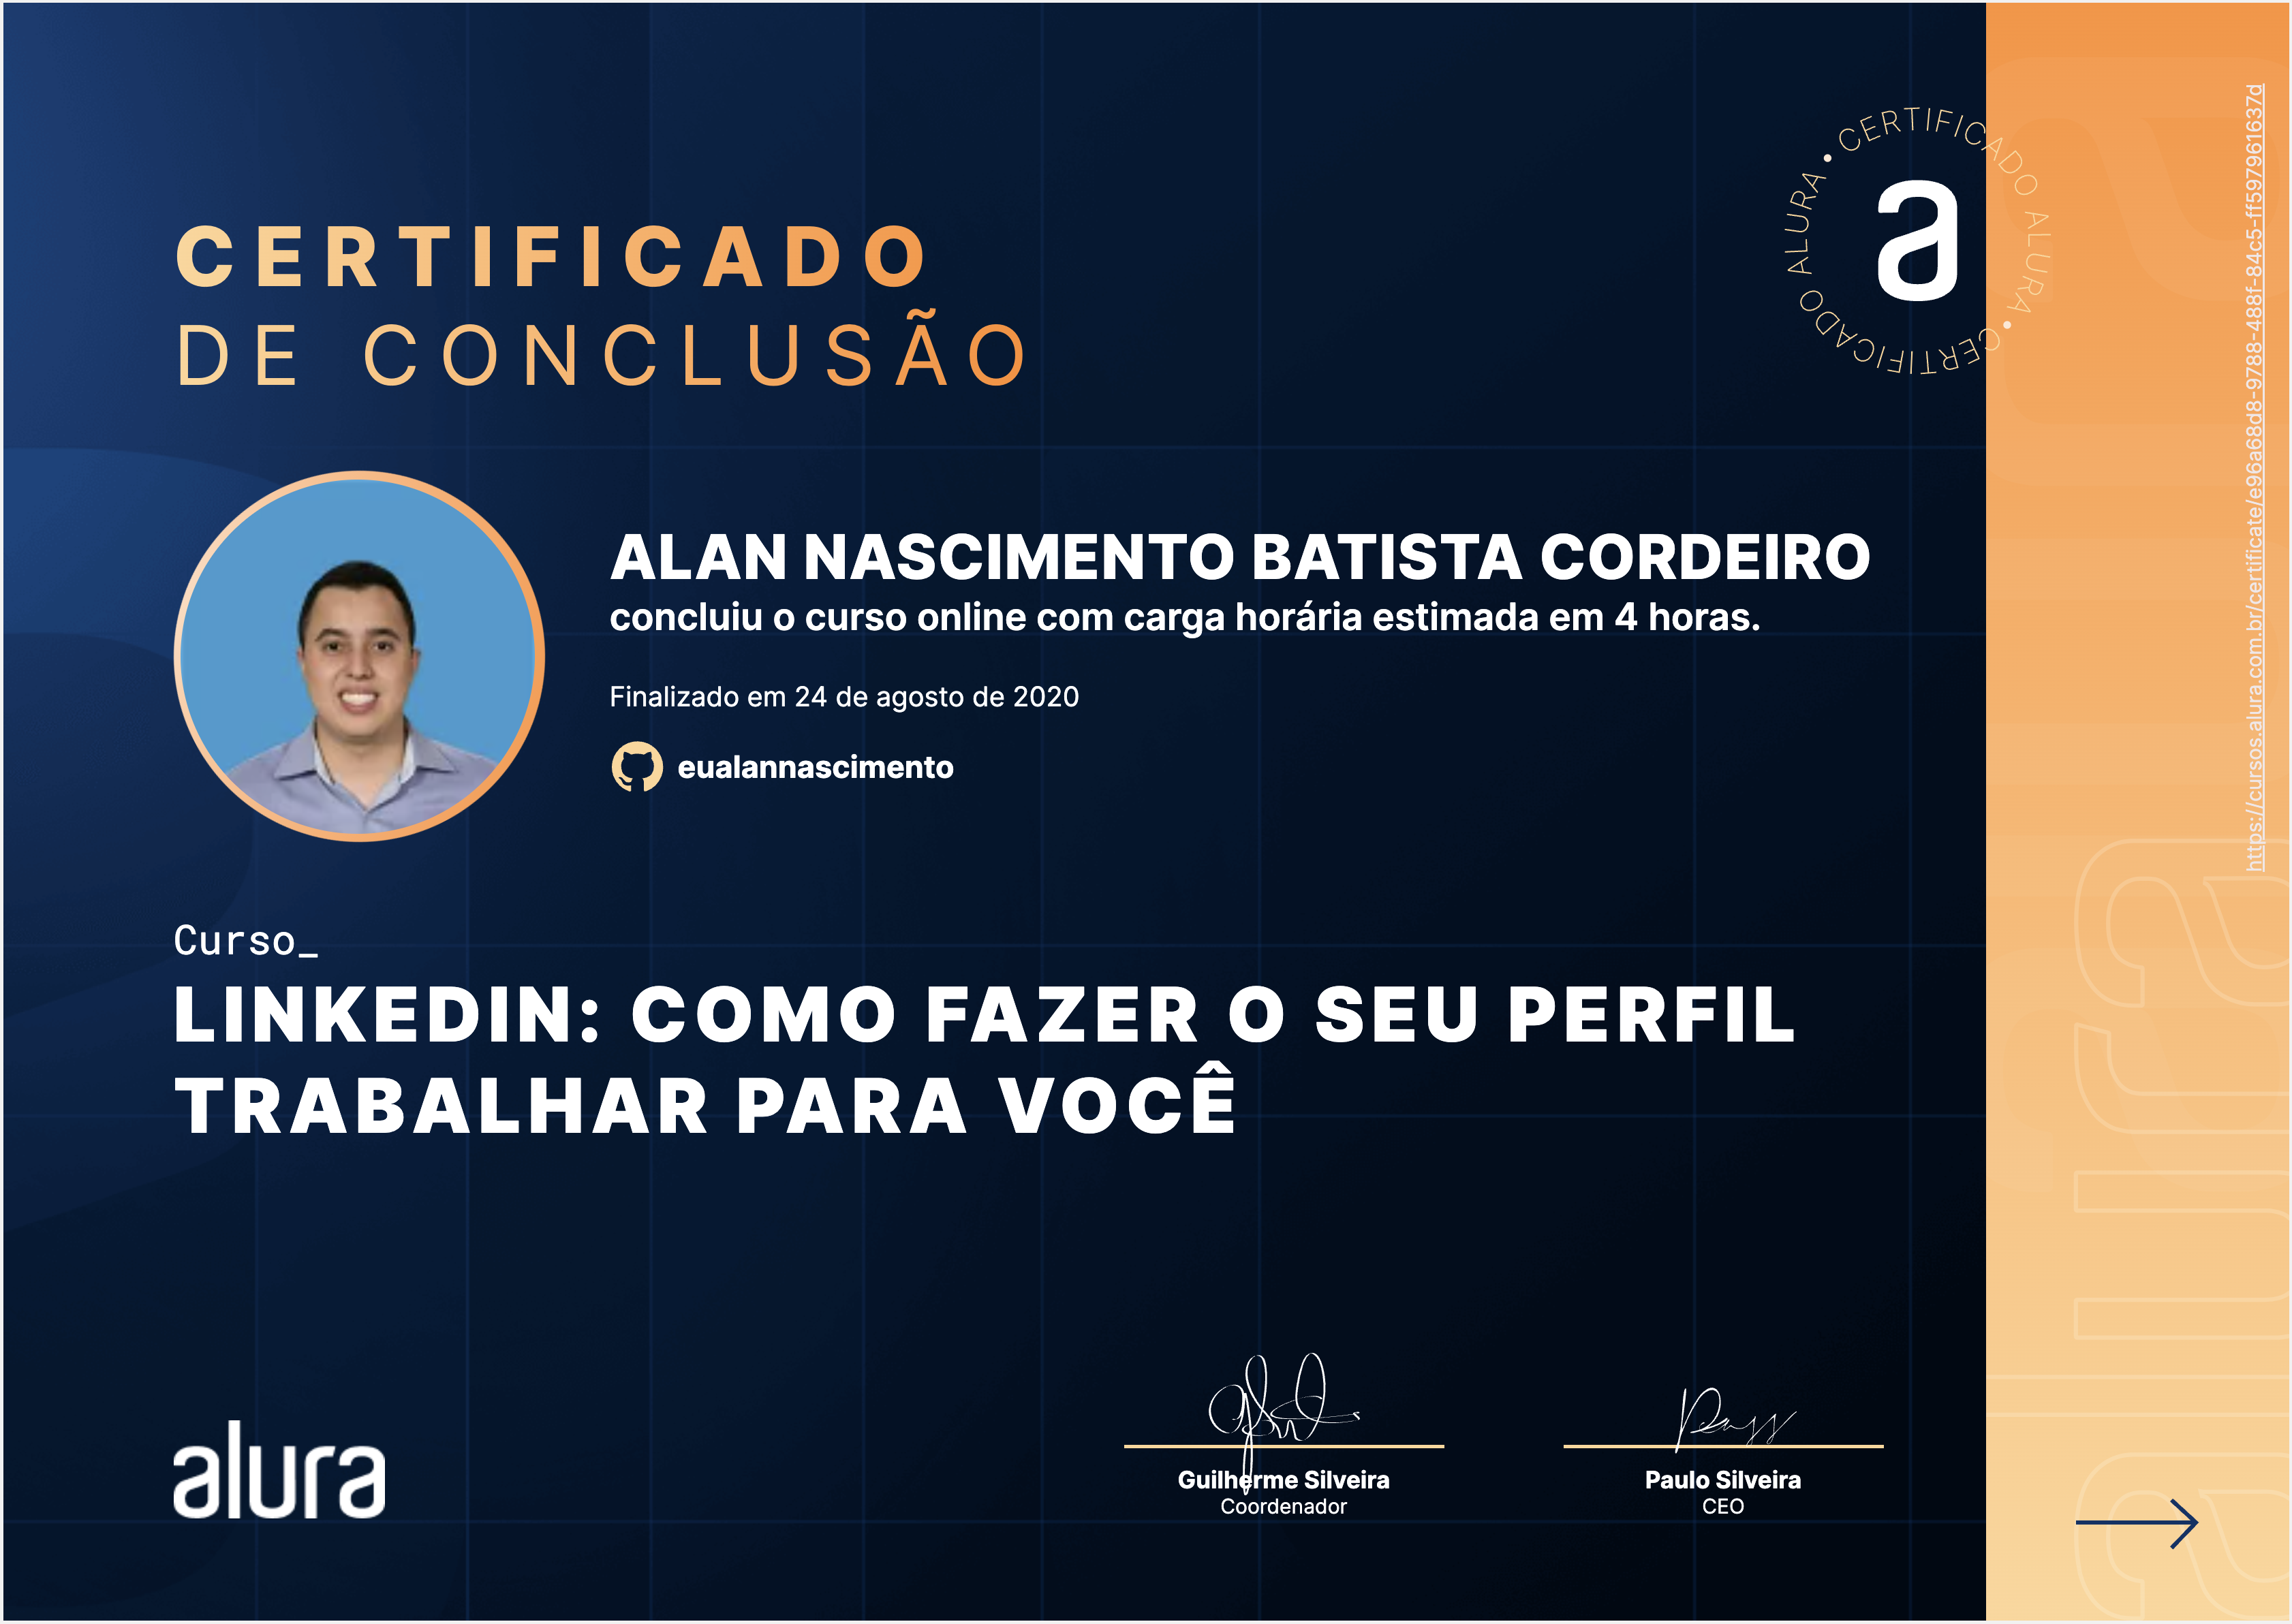 CERTIFICADO
DE CONCLUSÃO
CERTIFICADO ALURA • CERTIFICADO ALURA •
a
ALAN NASCIMENTO BATISTA CORDEIRO
concluiu o curso online com carga horária estimada em 4 horas.
Finalizado em 24 de agosto de 2020
eualannascimento
Curso_
LINKEDIN: COMO FAZER O SEU PERFIL
TRABALHAR PARA VOCÊ
alura
Guilherme Silveira
Coordenador
Paulo Silveira
CEO
https://cursos.alura.com.br/certificate/e96a68d8-9788-488f-84c5-ff597961637d
alura